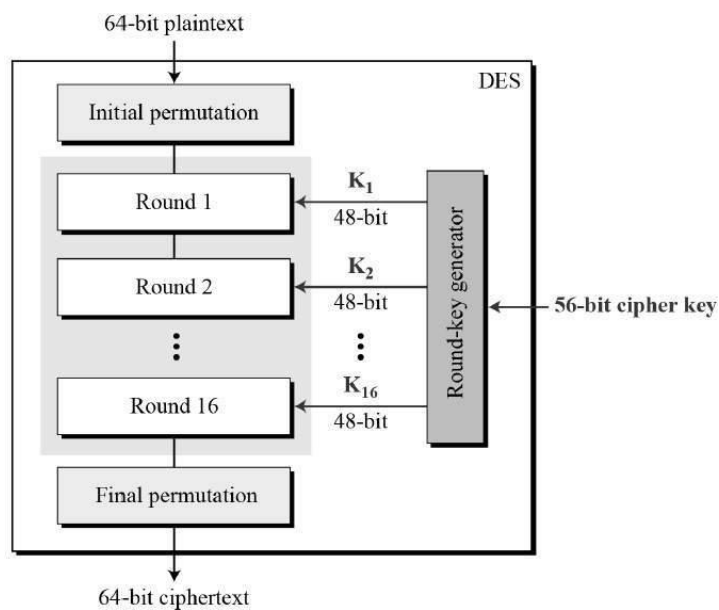 64-bit plaintext
DES
Initial permutation
Round 1
K₁
48-bit
Round 2
K₂
48-bit
Round-key generator
56-bit cipher key
Round 16
K₁₆
48-bit
Final permutation
64-bit ciphertext